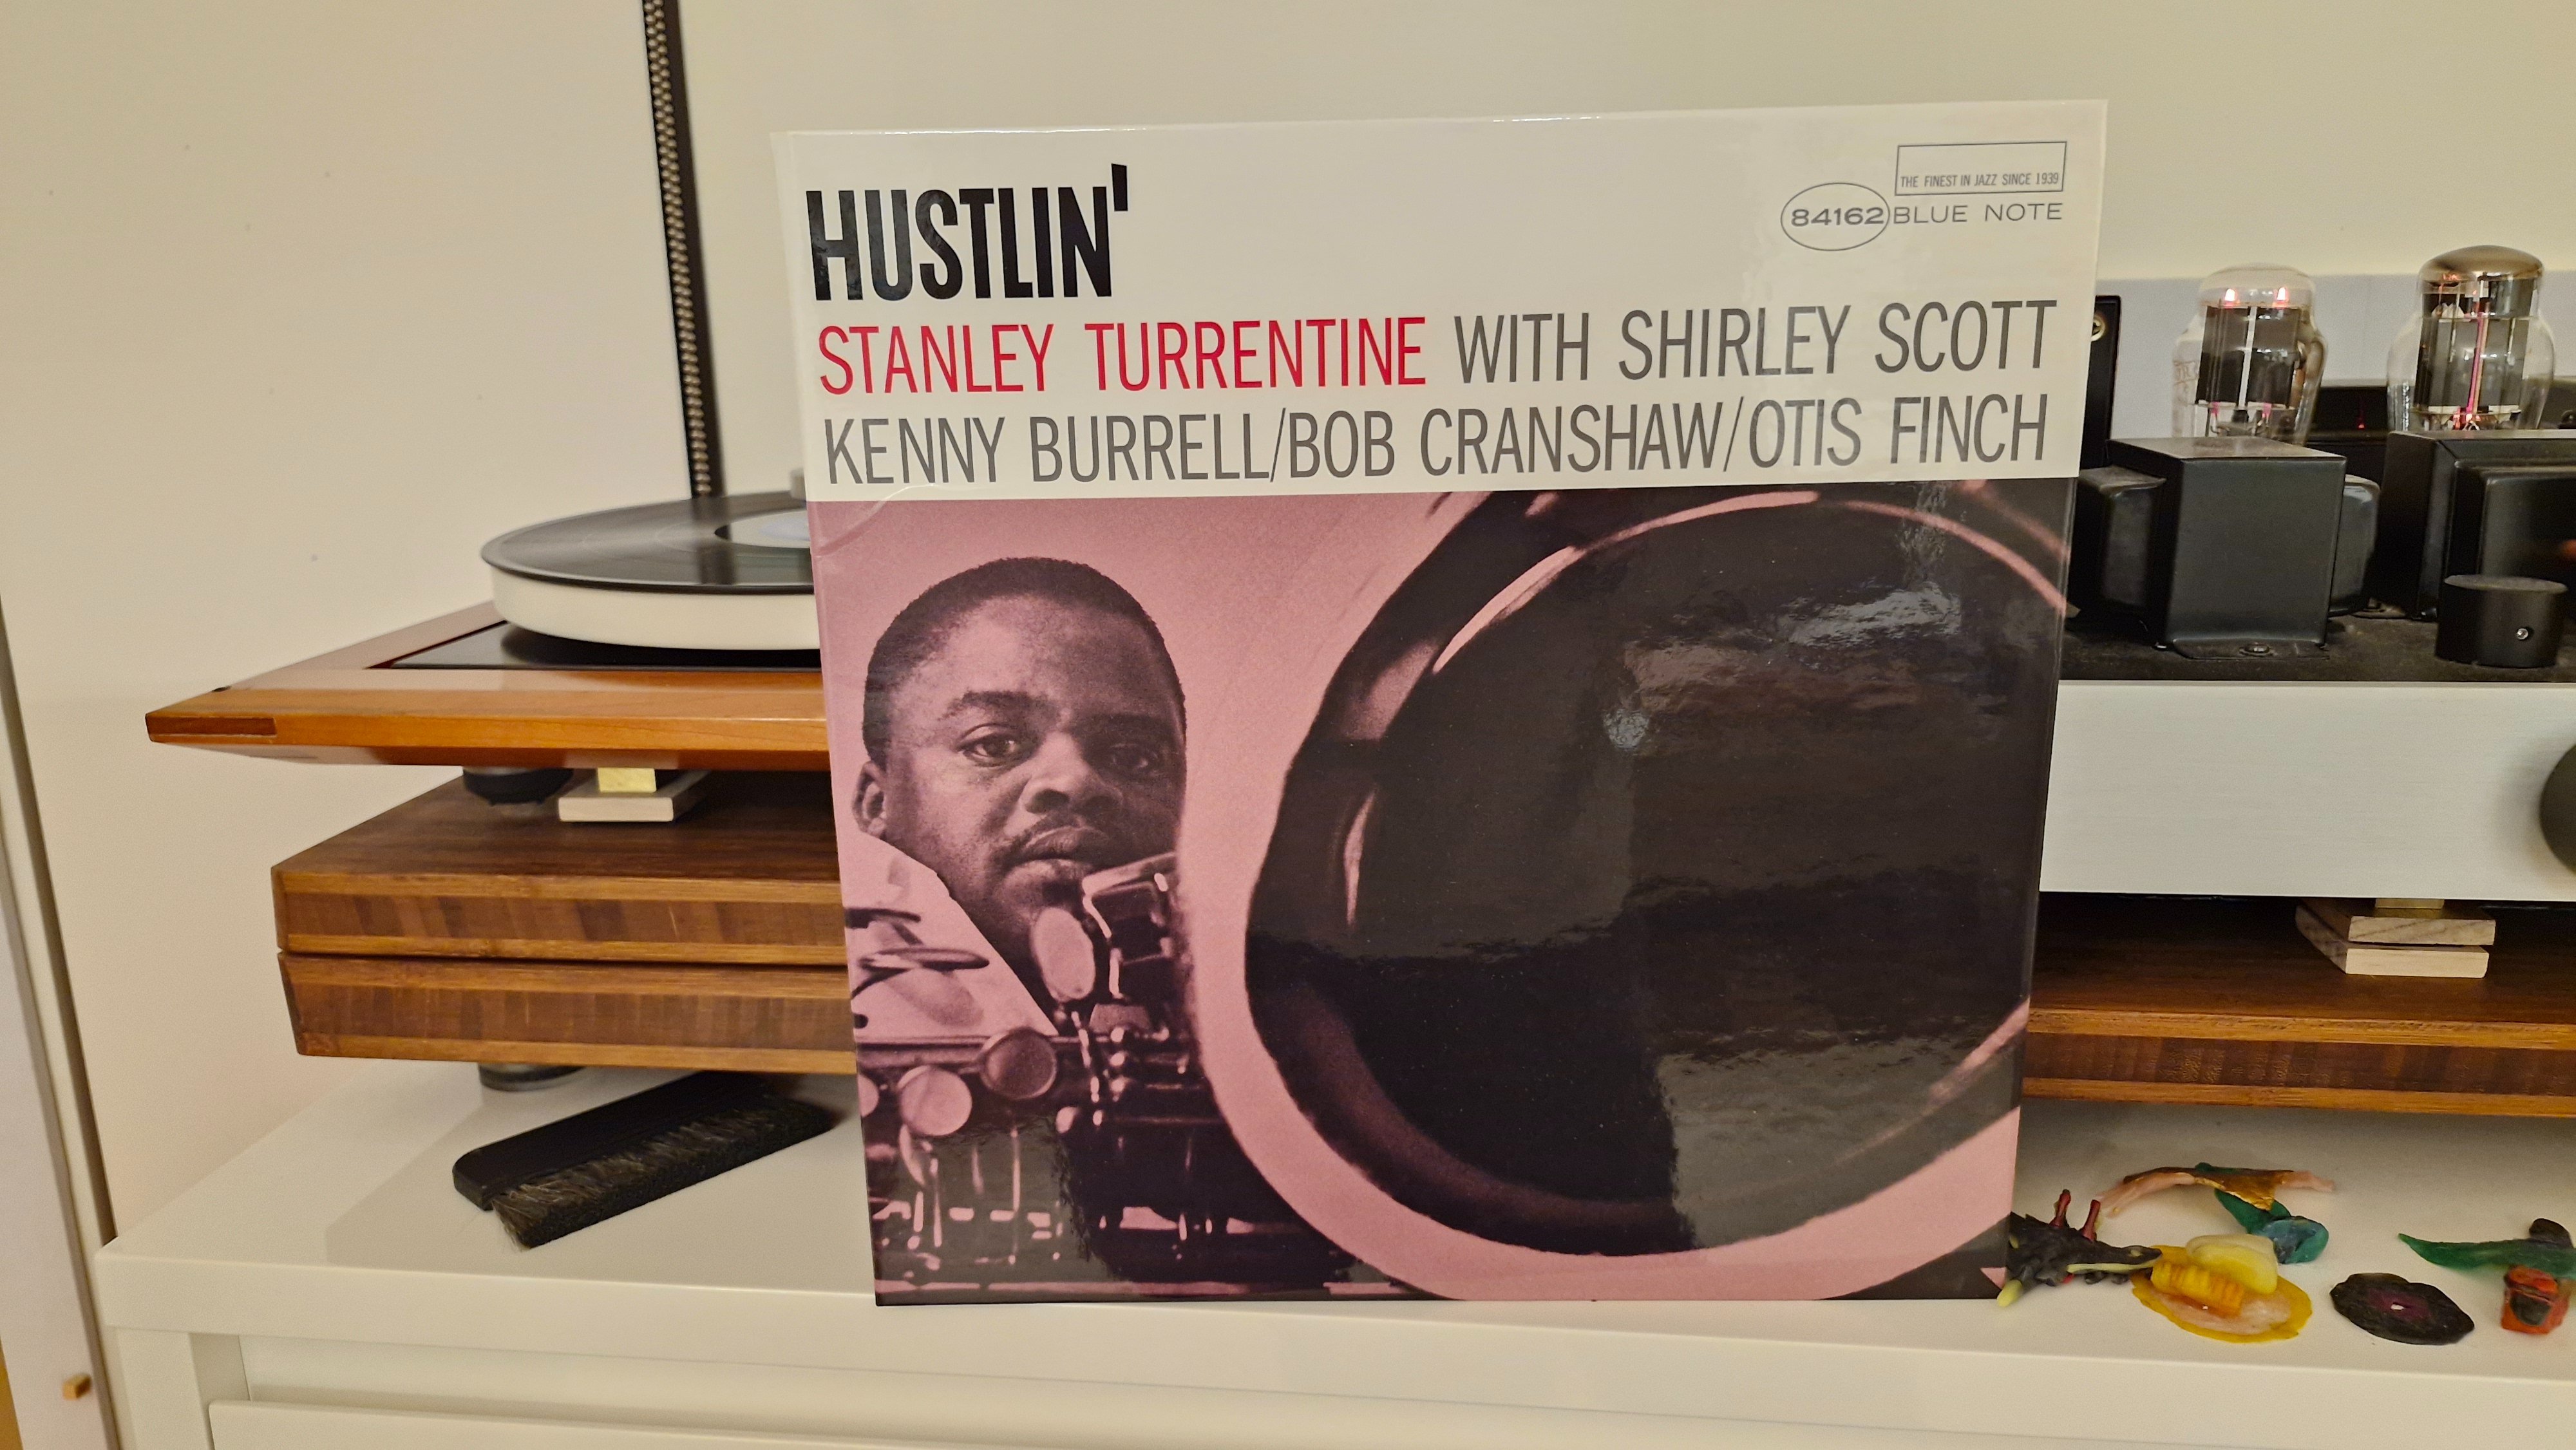 HUSTLIN'
THE FINEST IN JAZZ SINCE 1939
84162 BLUE NOTE
STANLEY TURRENTINE WITH SHIRLEY SCOTT
KENNY BURRELL/BOB CRANSHAW/OTIS FINCH